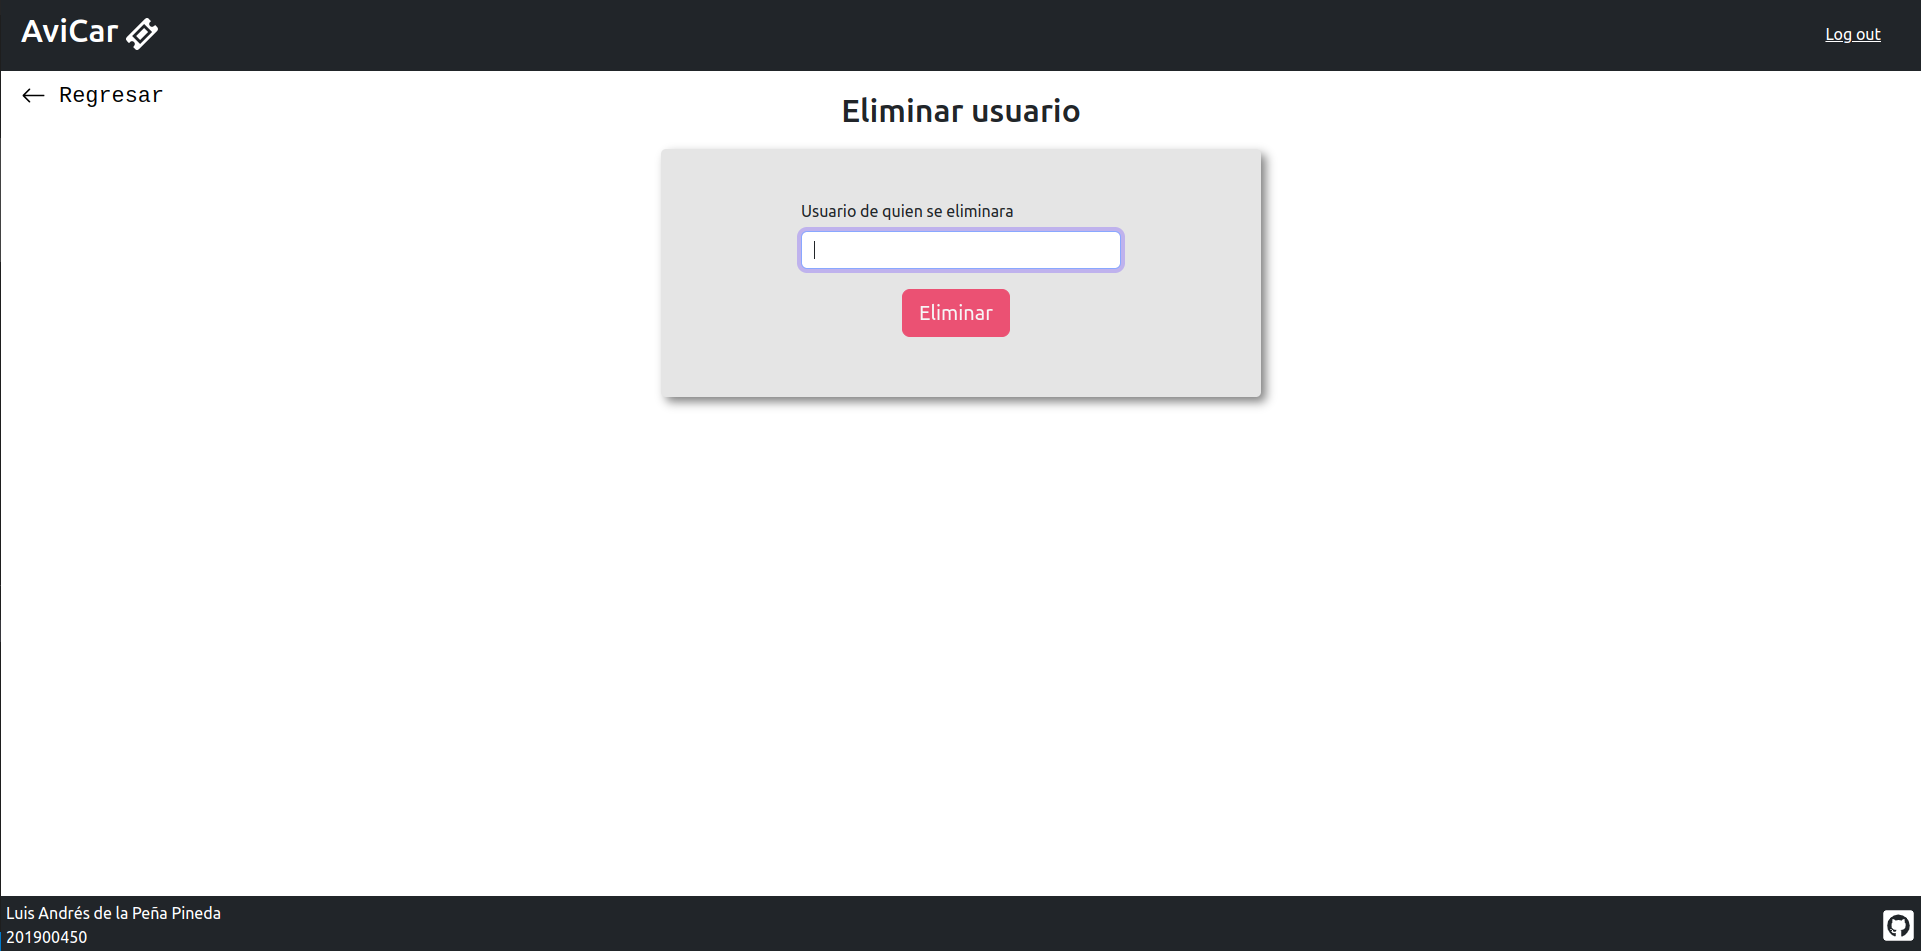 AviCar
Log out
Regresar
Eliminar usuario
Usuario de quien se eliminara
Eliminar
Luis Andrés de la Peña Pineda
201900450